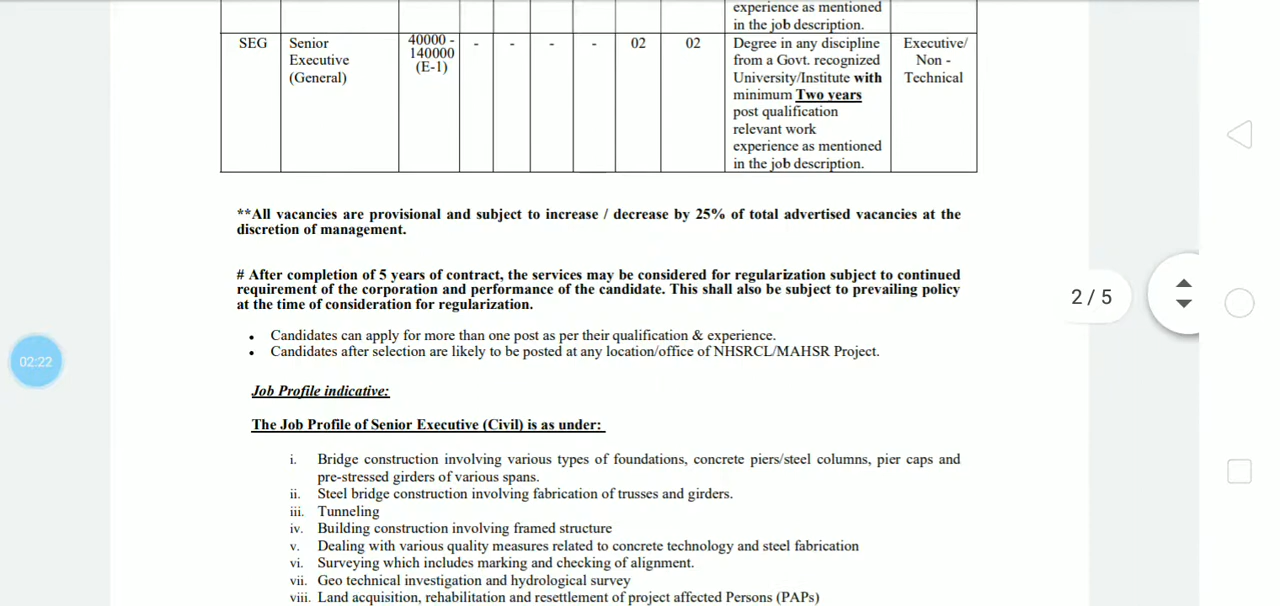 experience as mentioned
in the job description.
SEG Senior Executive (General) 40000 - 140000 (E-1) - - - - 02 02 Degree in any discipline from a Govt. recognized University/Institute with minimum Two years post qualification relevant work experience as mentioned in the job description. Executive/ Non - Technical
**All vacancies are provisional and subject to increase / decrease by 25% of total advertised vacancies at the
discretion of management.
# After completion of 5 years of contract, the services may be considered for regularization subject to continued
requirement of the corporation and performance of the candidate. This shall also be subject to prevailing policy
at the time of consideration for regularization.
• Candidates can apply for more than one post as per their qualification & experience.
• Candidates after selection are likely to be posted at any location/office of NHSRCL/MAHSR Project.
2 / 5
02:22
Job Profile indicative:
The Job Profile of Senior Executive (Civil) is as under:
i. Bridge construction involving various types of foundations, concrete piers/steel columns, pier caps and
pre-stressed girders of various spans.
ii. Steel bridge construction involving fabrication of trusses and girders.
iii. Tunneling
iv. Building construction involving framed structure
v. Dealing with various quality measures related to concrete technology and steel fabrication
vi. Surveying which includes marking and checking of alignment.
vii. Geo technical investigation and hydrological survey
viii. Land acquisition, rehabilitation and resettlement of project affected Persons (PAPs)